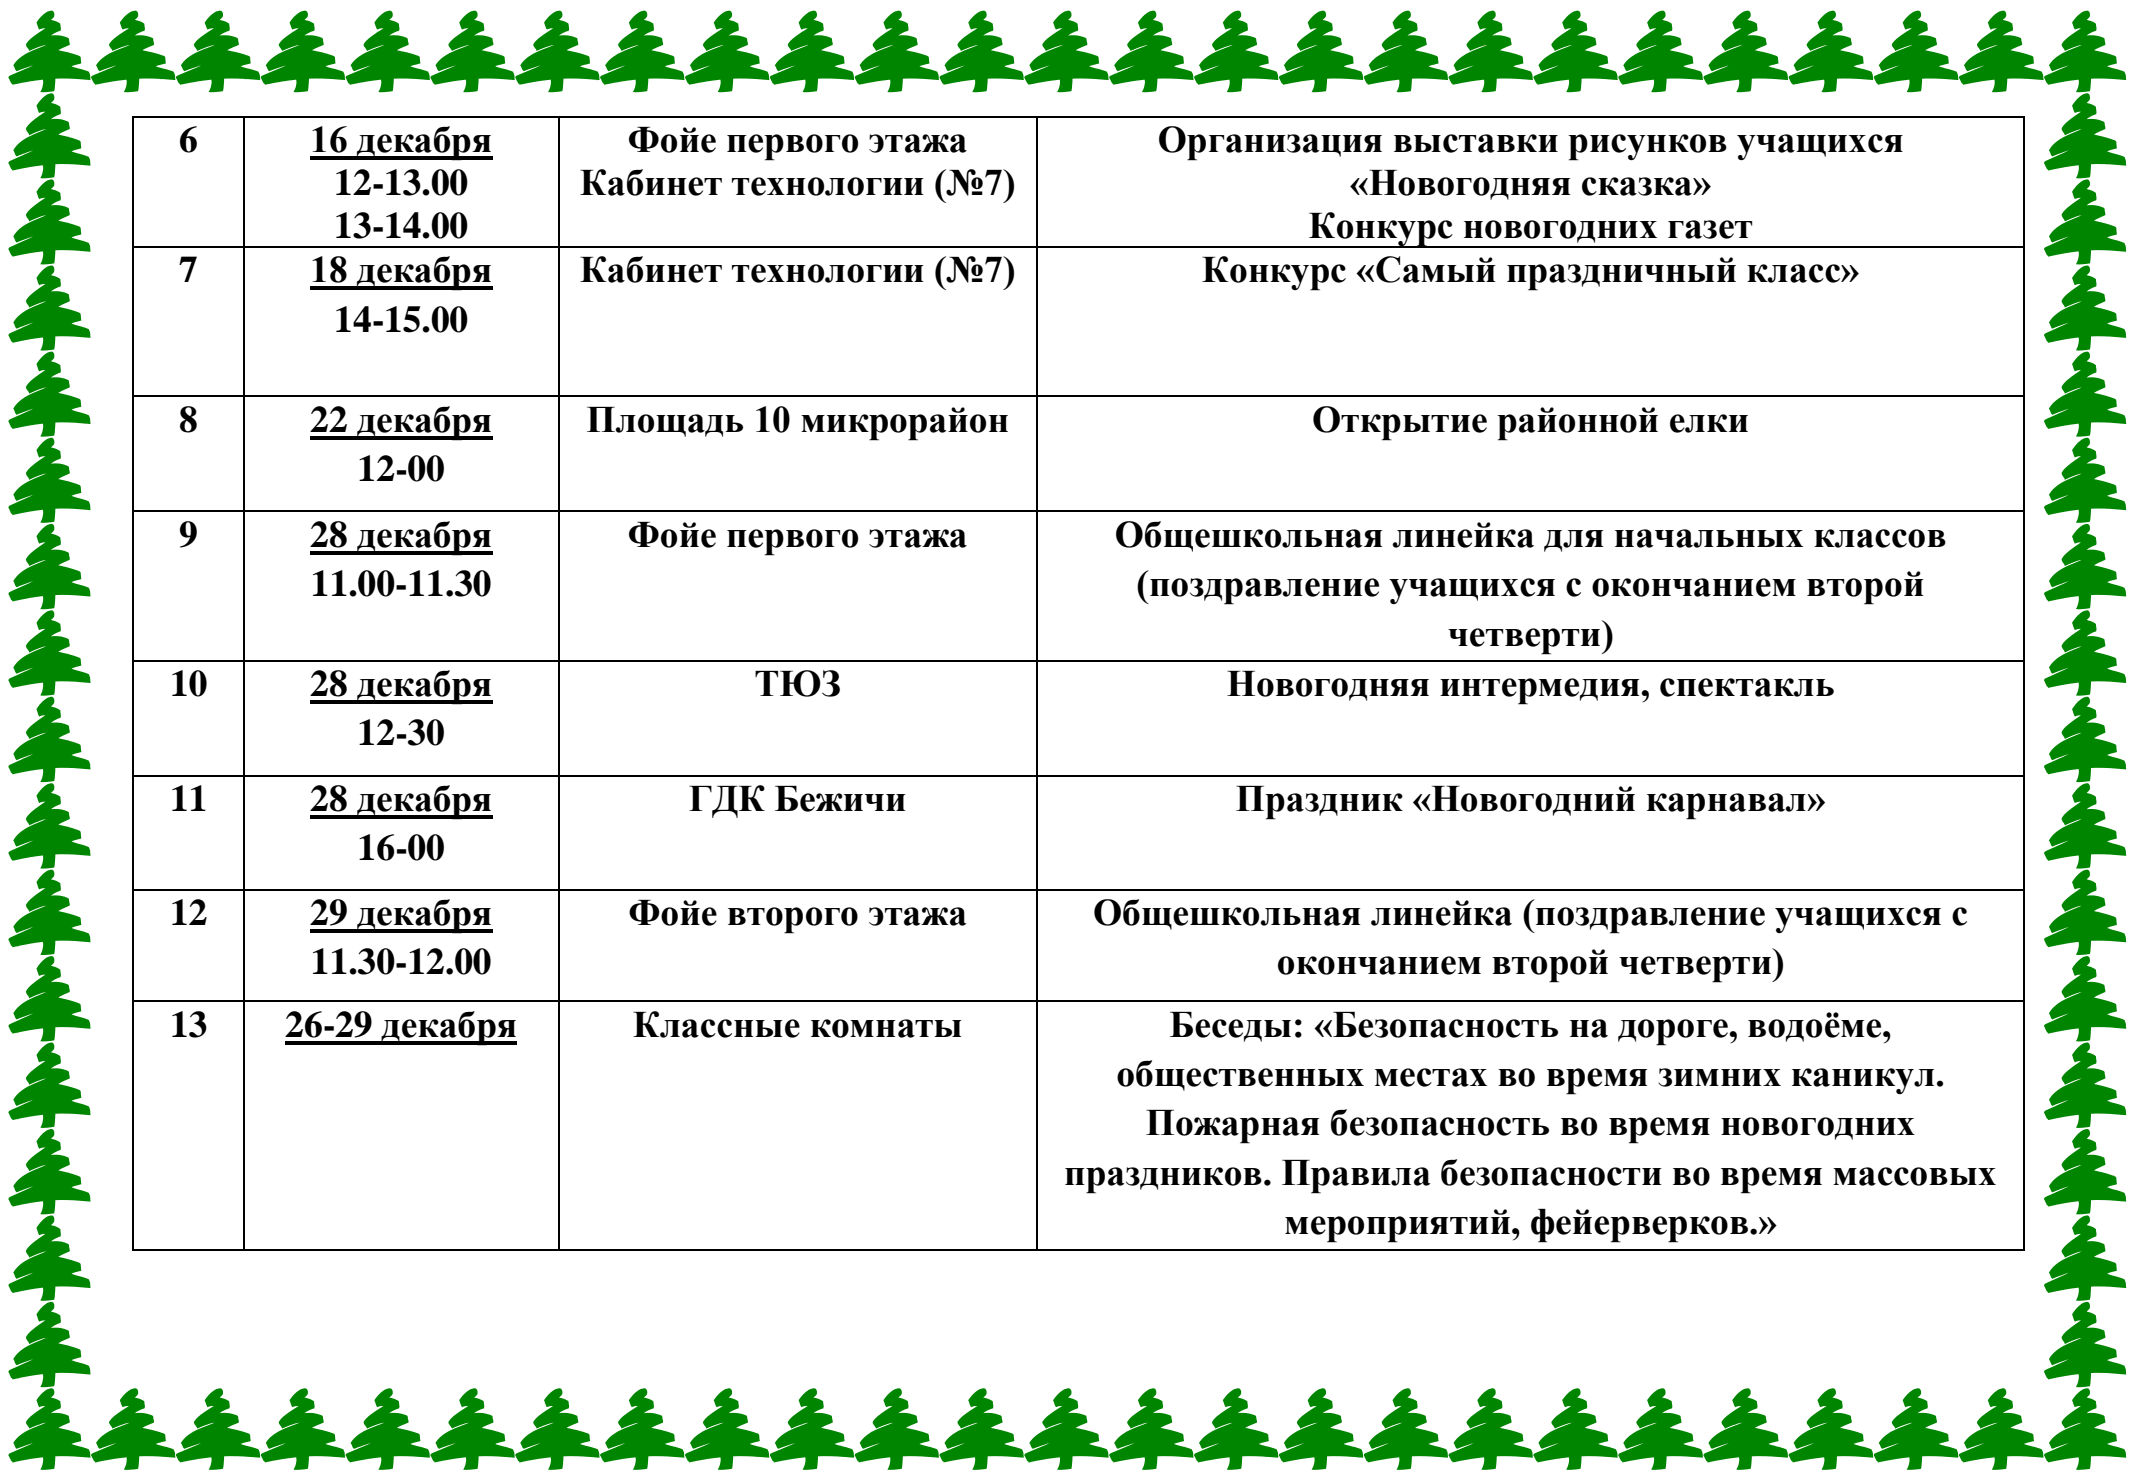 6
16 декабря
12-13.00
13-14.00
Фойе первого этажа
Кабинет технологии (№7)
Организация выставки рисунков учащихся
«Новогодняя сказка»
Конкурс новогодних газет
7
18 декабря
14-15.00
Кабинет технологии (№7)
Конкурс «Самый праздничный класс»
8
22 декабря
12-00
Площадь 10 микрорайон
Открытие районной елки
9
28 декабря
11.00-11.30
Фойе первого этажа
Общешкольная линейка для начальных классов
(поздравление учащихся с окончанием второй
четверти)
10
28 декабря
12-30
ТЮЗ
Новогодняя интермедия, спектакль
11
28 декабря
16-00
ГДК Бежичи
Праздник «Новогодний карнавал»
12
29 декабря
11.30-12.00
Фойе второго этажа
Общешкольная линейка (поздравление учащихся с
окончанием второй четверти)
13
26-29 декабря
Классные комнаты
Беседы: «Безопасность на дороге, водоёме,
общественных местах во время зимних каникул.
Пожарная безопасность во время новогодних
праздников. Правила безопасности во время массовых
мероприятий, фейерверков.»